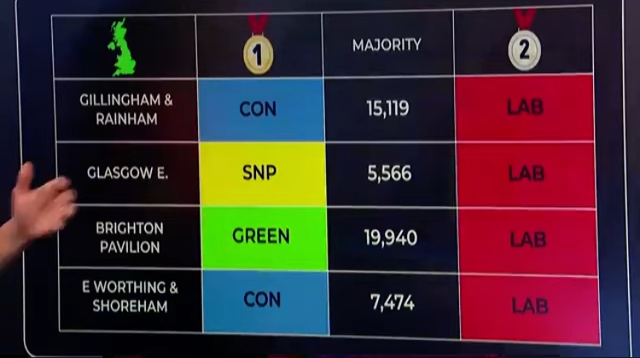 1
MAJORITY
2
GILLINGHAM &
RAINHAM
CON
15,119
LAB
GLASGOW E.
SNP
5,566
LAB
BRIGHTON
PAVILION
GREEN
19,940
LAB
E WORTHING &
SHOREHAM
CON
7,474
LAB